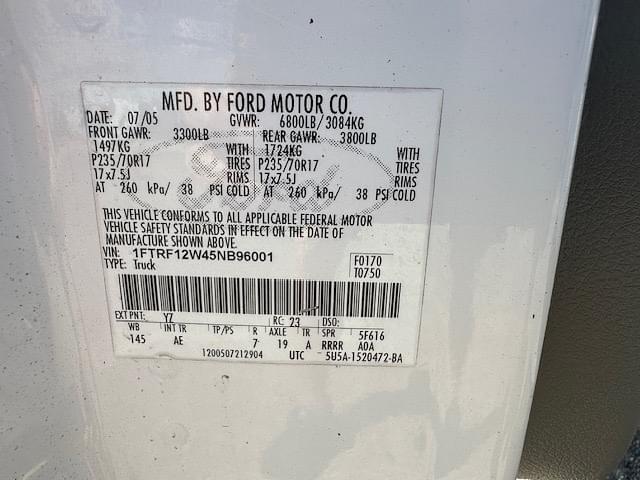 MFD. BY FORD MOTOR CO.
DATE: 07/05 GVWR: 6800LB/3084KG
FRONT GAWR: 3300LB REAR GAWR: 3800LB
1497KG WITH 1724KG WITH
P235/70R17 TIRES P235/70R17 TIRES
17x7.5J RIMS 17x7.5J RIMS
AT 260 kPa/ 38 PSI COLD AT 260 kPa/ 38 PSI COLD
THIS VEHICLE CONFORMS TO ALL APPLICABLE FEDERAL MOTOR
VEHICLE SAFETY STANDARDS IN EFFECT ON THE DATE OF
MANUFACTURE SHOWN ABOVE.
VIN: 1FTRF12W45NB96001 F0170
TYPE: Truck T0750
EXT PNT: YZ RC: 23 DSO:
WB INT TR TP/PS R AXLE TR SPR 5F616
145 AE 7 19 A RRRR A0A
1200507212904 UTC 5U5A-1520472-BA
Ford